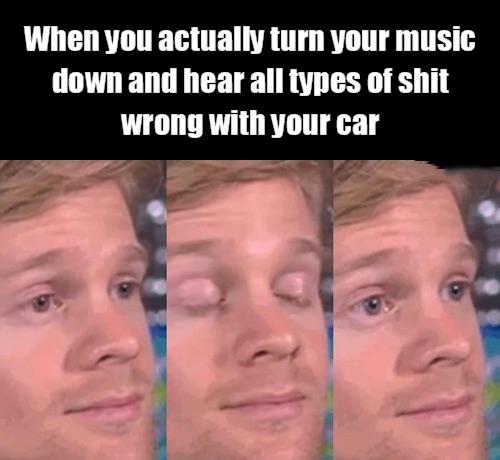 When you actually turn your music
down and hear all types of shit
wrong with your car